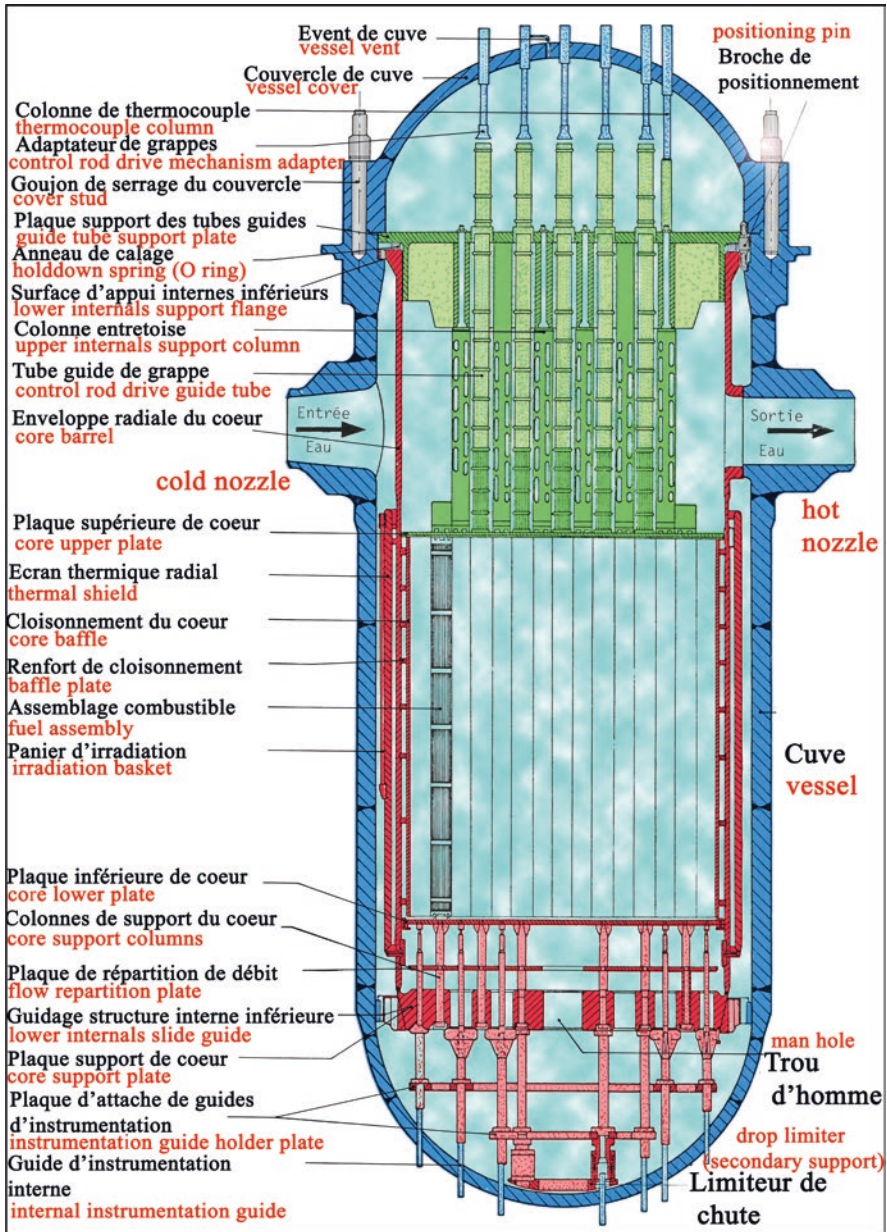 Event de cuve
vessel vent
Couvercle de cuve
vessel cover
positioning pin
Broche de
positionnement
Colonne de thermocouple
thermocouple column
Adaptateur de grappes
control rod drive mechanism adapter
Goujon de serrage du couvercle
cover stud
Plaque support des tubes guides
guide tube support plate
Anneau de calage
holddown spring (O ring)
Surface d'appui internes inférieurs
lower internals support flange
Colonne entretoise
upper internals support column
Tube guide de grappe
control rod drive guide tube
Enveloppe radiale du coeur
core barrel
Entrée
Eau
Sortie
Eau
cold nozzle
hot
nozzle
Plaque supérieure de coeur
core upper plate
Ecran thermique radial
thermal shield
Cloisonnement du coeur
core baffle
Renfort de cloisonnement
baffle plate
Assemblage combustible
fuel assembly
Panier d'irradiation
irradiation basket
Cuve
vessel
Plaque inférieure de coeur
core lower plate
Colonnes de support du coeur
core support columns
Plaque de répartition de débit
flow repartition plate
Guidage structure interne inférieure
lower internals slide guide
Plaque support de coeur
core support plate
Plaque d'attache de guides
d'instrumentation
instrumentation guide holder plate
Guide d'instrumentation
interne
internal instrumentation guide
man hole
Trou
d'homme
drop limiter
(secondary support)
Limiteur de
chute